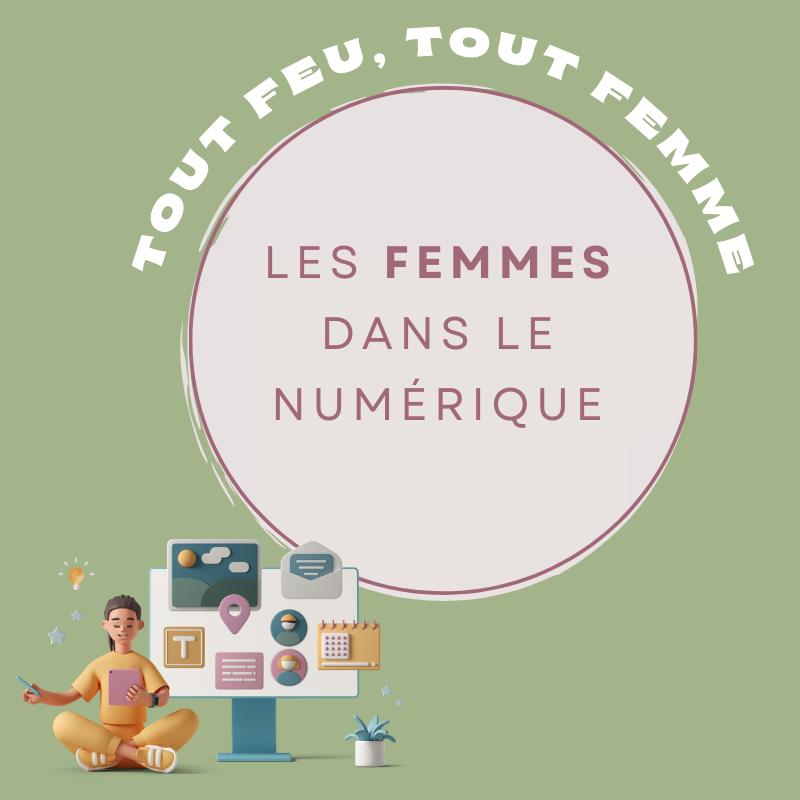 TOUT FEU, TOUT FEMME
LES FEMMES
DANS LE
NUMÉRIQUE
T